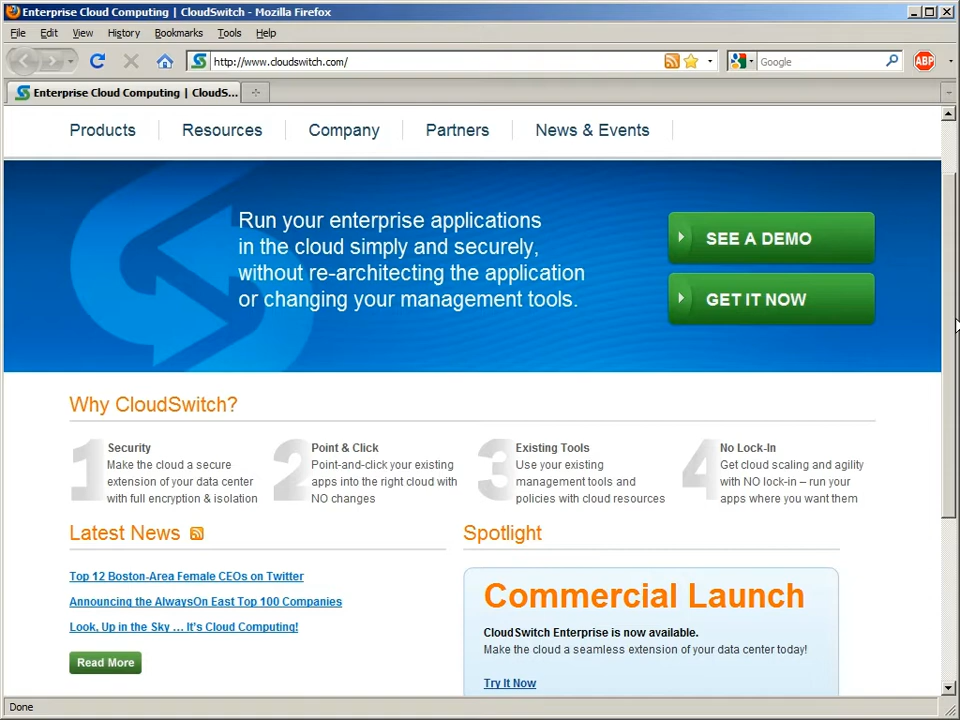 Enterprise Cloud Computing | CloudSwitch - Mozilla Firefox
File Edit View History Bookmarks Tools Help
http://www.cloudswitch.com/
Google
ABP
Enterprise Cloud Computing | CloudS...
Products Resources Company Partners News & Events
Run your enterprise applications
in the cloud simply and securely,
without re-architecting the application
or changing your management tools.
SEE A DEMO
GET IT NOW
Why CloudSwitch?
1 Security
Make the cloud a secure
extension of your data center
with full encryption & isolation
2 Point & Click
Point-and-click your existing
apps into the right cloud with
NO changes
3 Existing Tools
Use your existing
management tools and
policies with cloud resources
4 No Lock-In
Get cloud scaling and agility
with NO lock-in – run your
apps where you want them
Latest News
Top 12 Boston-Area Female CEOs on Twitter
Announcing the AlwaysOn East Top 100 Companies
Look, Up in the Sky … It's Cloud Computing!
Read More
Spotlight
Commercial Launch
CloudSwitch Enterprise is now available.
Make the cloud a seamless extension of your data center today!
Try It Now
Done